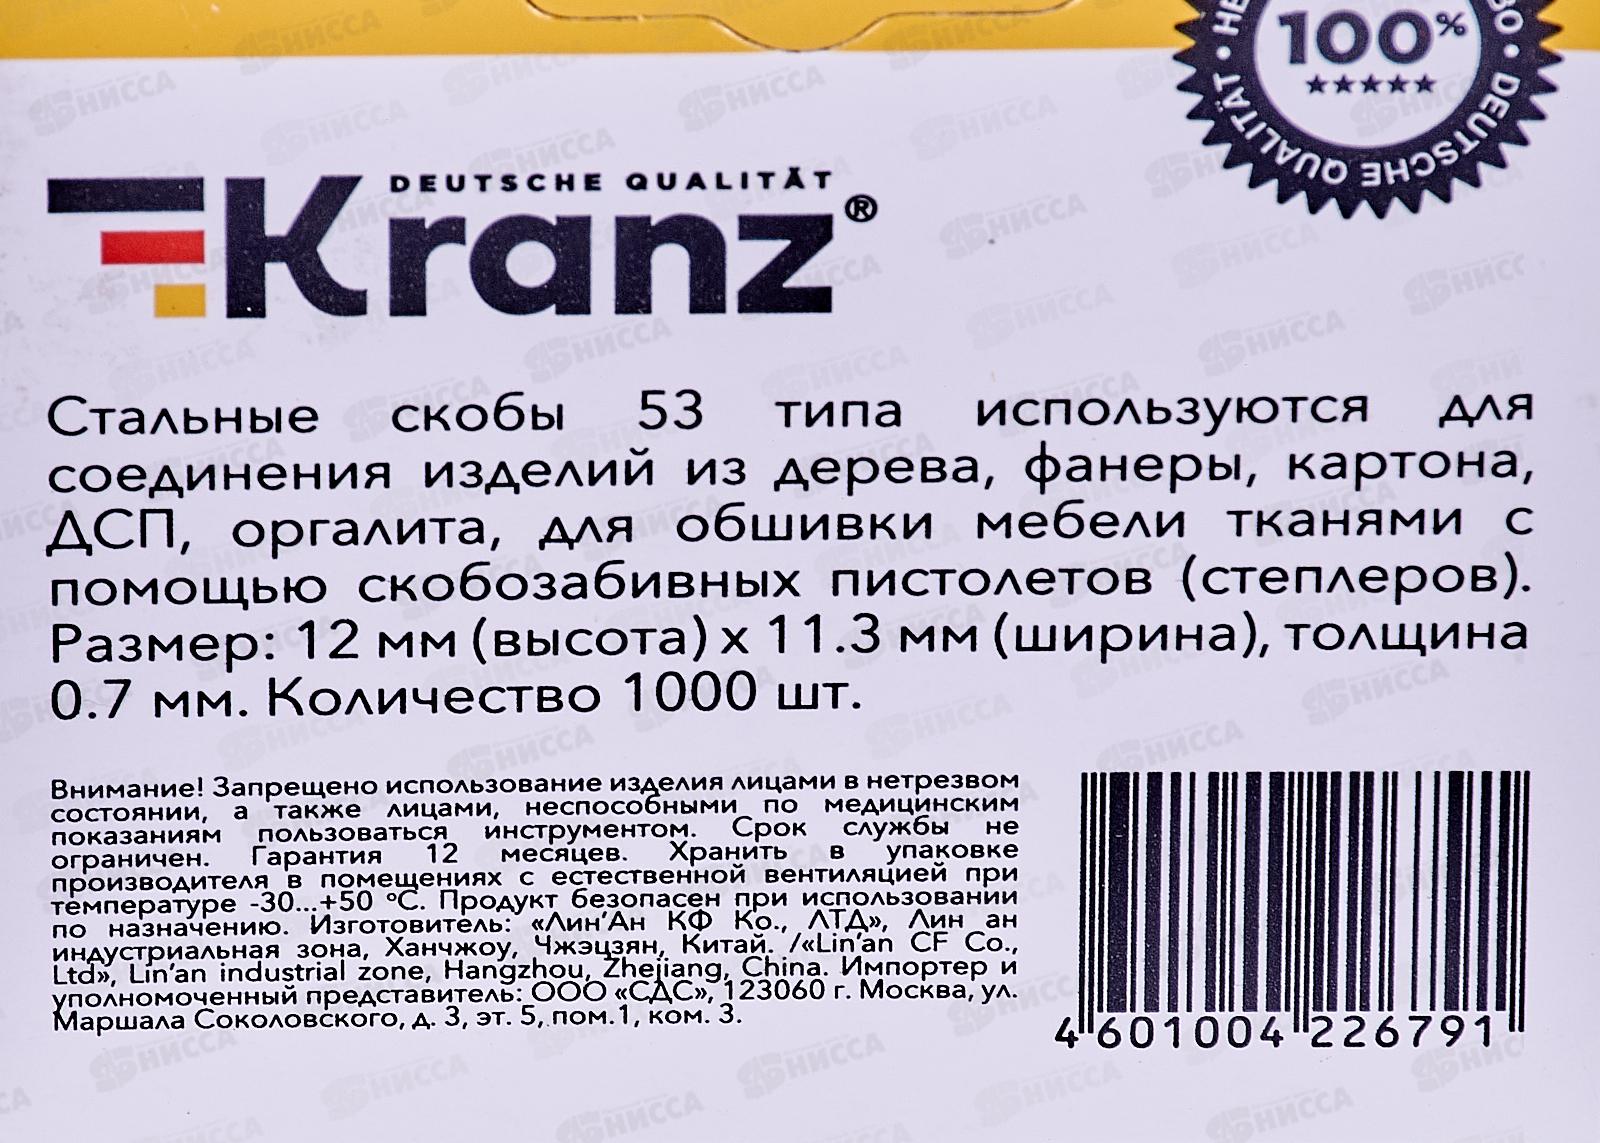 100%
• DEUTSCHE QUALITÄT •
DEUTSCHE QUALITÄT
Kranz®
Стальные скобы 53 типа используются для
соединения изделий из дерева, фанеры, картона,
ДСП, оргалита, для обшивки мебели тканями с
помощью скобозабивных пистолетов (степлеров).
Размер: 12 мм (высота) х 11.3 мм (ширина), толщина
0.7 мм. Количество 1000 шт.
Внимание! Запрещено использование изделия лицами в нетрезвом
состоянии, а также лицами, неспособными по медицинским
показаниям пользоваться инструментом. Срок службы не
ограничен. Гарантия 12 месяцев. Хранить в упаковке
производителя в помещениях с естественной вентиляцией при
температуре -30...+50 °С. Продукт безопасен при использовании
по назначению. Изготовитель: «Лин’Ан КФ Ко., ЛТД», Лин ан
индустриальная зона, Ханчжоу, Чжэцзян, Китай. /«Lin’an CF Co.,
Ltd», Lin’an industrial zone, Hangzhou, Zhejiang, China. Импортер и
уполномоченный представитель: ООО «СДС», 123060 г. Москва, ул.
Маршала Соколовского, д. 3, эт. 5, пом.1, ком. 3.
4 601004 226791
НИССА